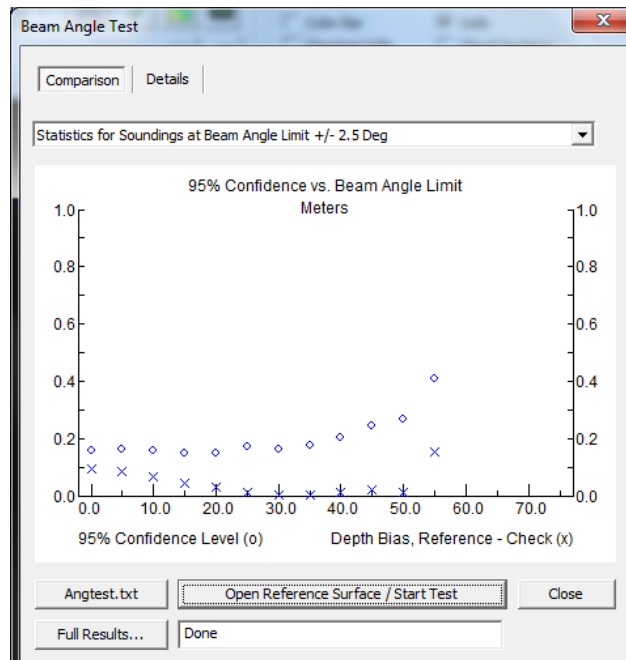 Beam Angle Test
X
Comparison Details
Statistics for Soundings at Beam Angle Limit +/- 2.5 Deg
95% Confidence vs. Beam Angle Limit
Meters
1.0 1.0
0.8 0.8
0.6 0.6
0.4 0.4
0.2 0.2
0.0 0.0
0.0 10.0 20.0 30.0 40.0 50.0 60.0 70.0
95% Confidence Level (o) Depth Bias, Reference - Check (x)
Angtest.txt Open Reference Surface / Start Test Close
Full Results... Done